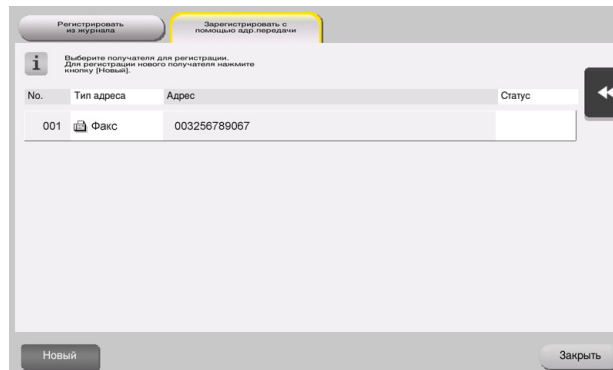 Регистрировать
из журнала
Зарегистрировать с
помощью адр.передачи
Выберите получателя для регистрации.
Для регистрации нового получателя нажмите
кнопку [Новый].
No. Тип адреса Адрес Статус
001 Факс 003256789067
Новый Закрыть